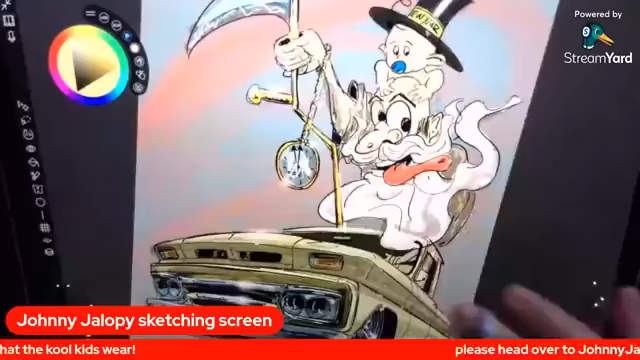 Powered by
StreamYard
Johnny Jalopy sketching screen
hat the kool kids wear!
please head over to JohnnyJa